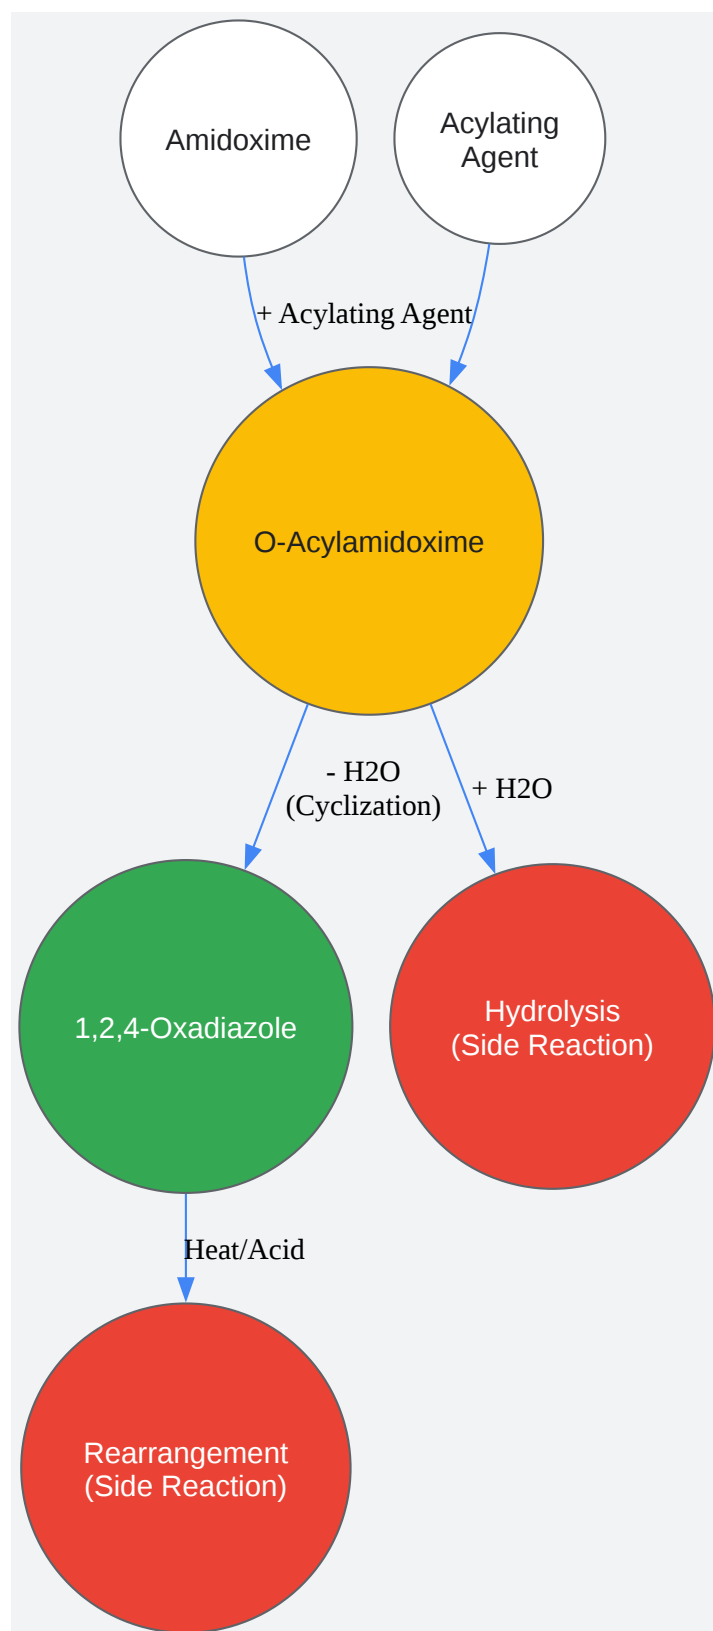 Amidoxime
Acylating
Agent
+ Acylating Agent
O-Acylamidoxime
- H2O
(Cyclization)
+ H2O
1,2,4-Oxadiazole
Hydrolysis
(Side Reaction)
Heat/Acid
Rearrangement
(Side Reaction)